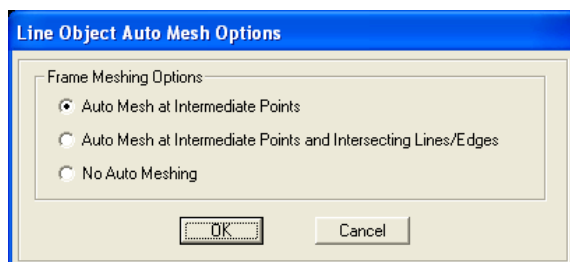 Line Object Auto Mesh Options
Frame Meshing Options
Auto Mesh at Intermediate Points
Auto Mesh at Intermediate Points and Intersecting Lines/Edges
No Auto Meshing
OK Cancel